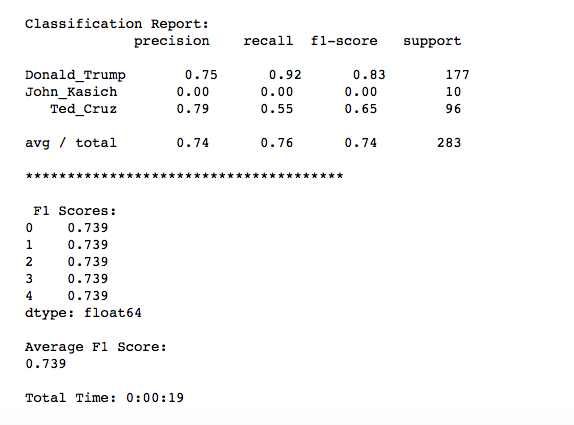 Classification Report:
precision recall f1-score support
Donald_Trump 0.75 0.92 0.83 177
John_Kasich 0.00 0.00 0.00 10
Ted_Cruz 0.79 0.55 0.65 96
avg / total 0.74 0.76 0.74 283
**************************************
F1 Scores:
0 0.739
1 0.739
2 0.739
3 0.739
4 0.739
dtype: float64
Average F1 Score:
0.739
Total Time: 0:00:19